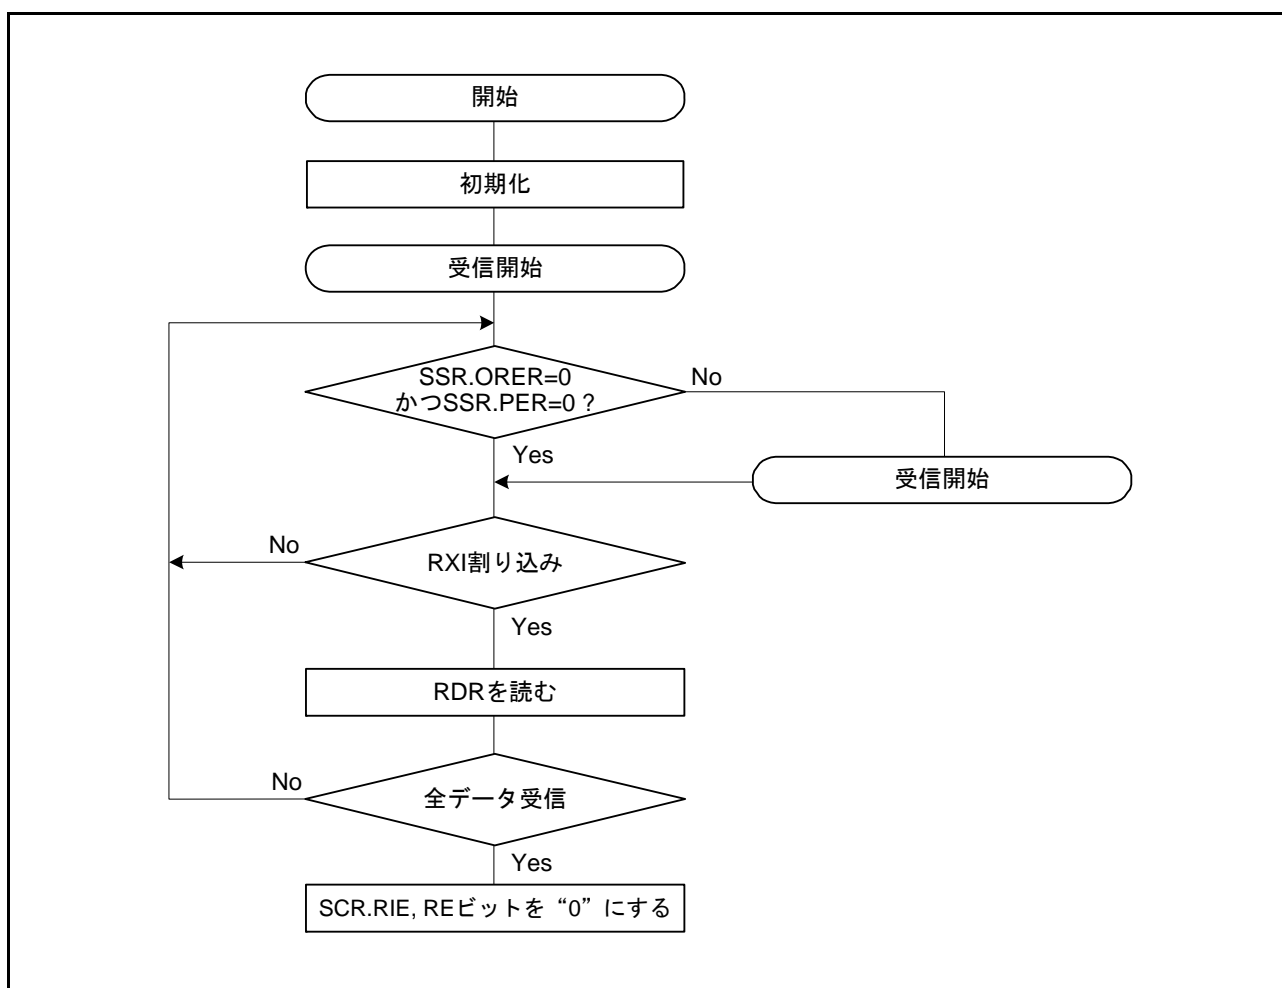 開始
初期化
受信開始
SSR.ORER=0
かつSSR.PER=0？
No
Yes
受信開始
No
RXI割り込み
Yes
RDRを読む
No
全データ受信
Yes
SCR.RIE, REビットを“0”にする